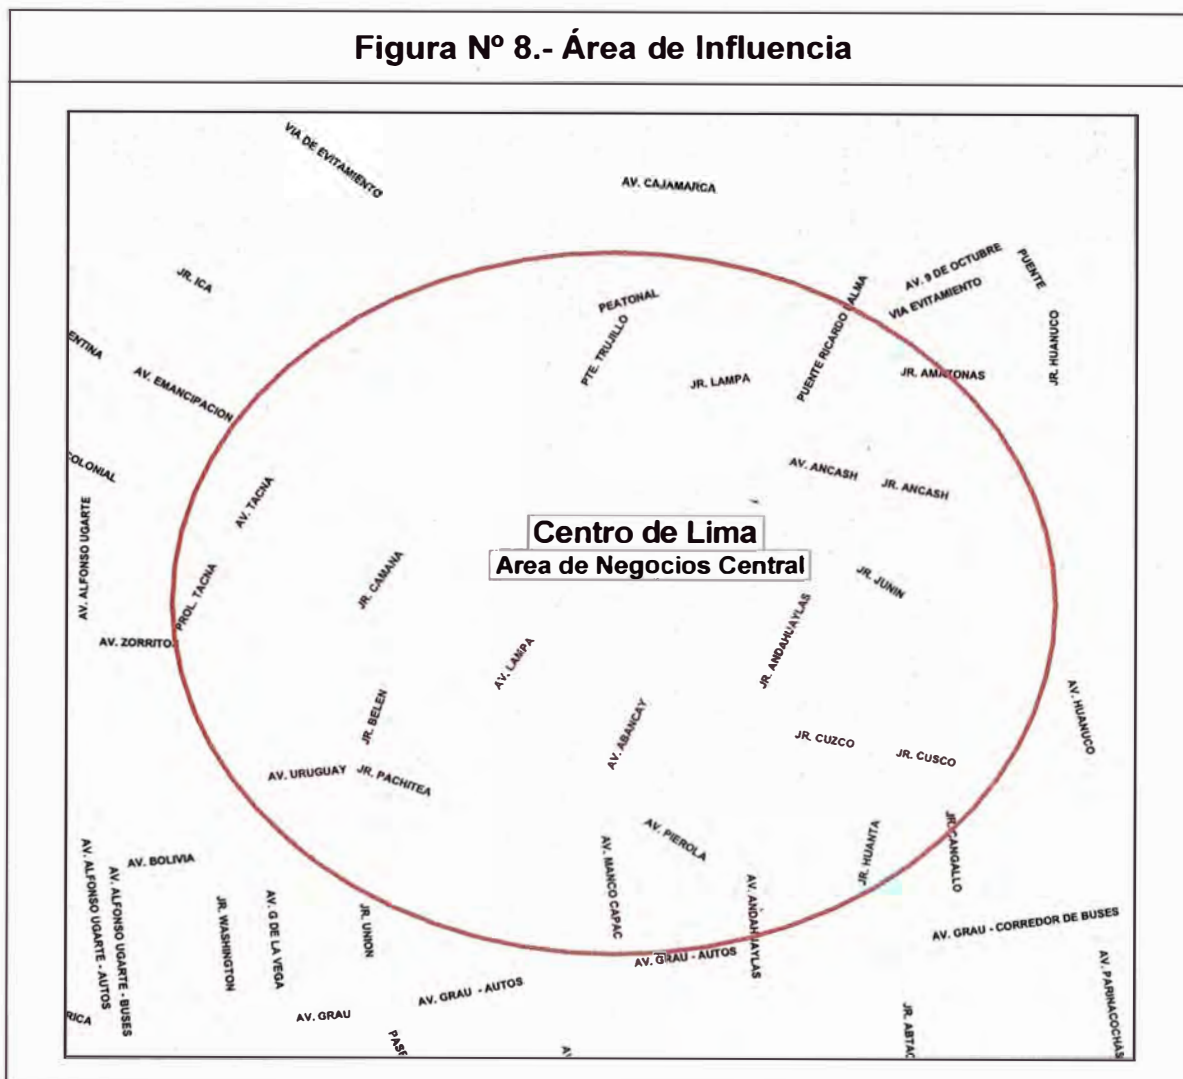 Figura Nº 8.- Área de Influencia
VIA DE EVITAMIENTO
AV. CAJAMARCA
JR. ICA
AV. 9 DE OCTUBRE
PUENTE
VIA EVITAMIENTO
PEATONAL
PTE. TRUJILLO
JR. HUANUCO
ENTINA
AV. EMANCIPACION
JR. LAMPA
PUENTE RICARDO PALMA
JR. AMAZONAS
COLONIAL
AV. TACNA
AV. ANCASH
JR. ANCASH
AV. ALFONSO UGARTE
Centro de Lima
Area de Negocios Central
PROL. TACNA
JR. CAMANA
JR. JUNIN
AV. ZORRITO
AV. LAMPA
JR. ANDAHUAYLAS
JR. BELEN
AV. ABANCAY
AV. HUANUCO
JR. CUZCO
JR. CUSCO
AV. URUGUAY
JR. PACHITEA
AV. PIEROLA
JR. HUANTA
JR. CANGALLO
AV. BOLIVIA
AV. MANCO CAPAC
AV. ALFONSO UGARTE - AUTOS
AV. ALFONSO UGARTE - BUSES
JR. WASHINGTON
AV. G DE LA VEGA
JR. UNION
AV. ANDAHUAYLAS
AV. GRAU - CORREDOR DE BUSES
AV. GRAU - AUTOS
AV. GRAU - AUTOS
AV. PARINACOCHAS
RICA
AV. GRAU
JR. ABTAO